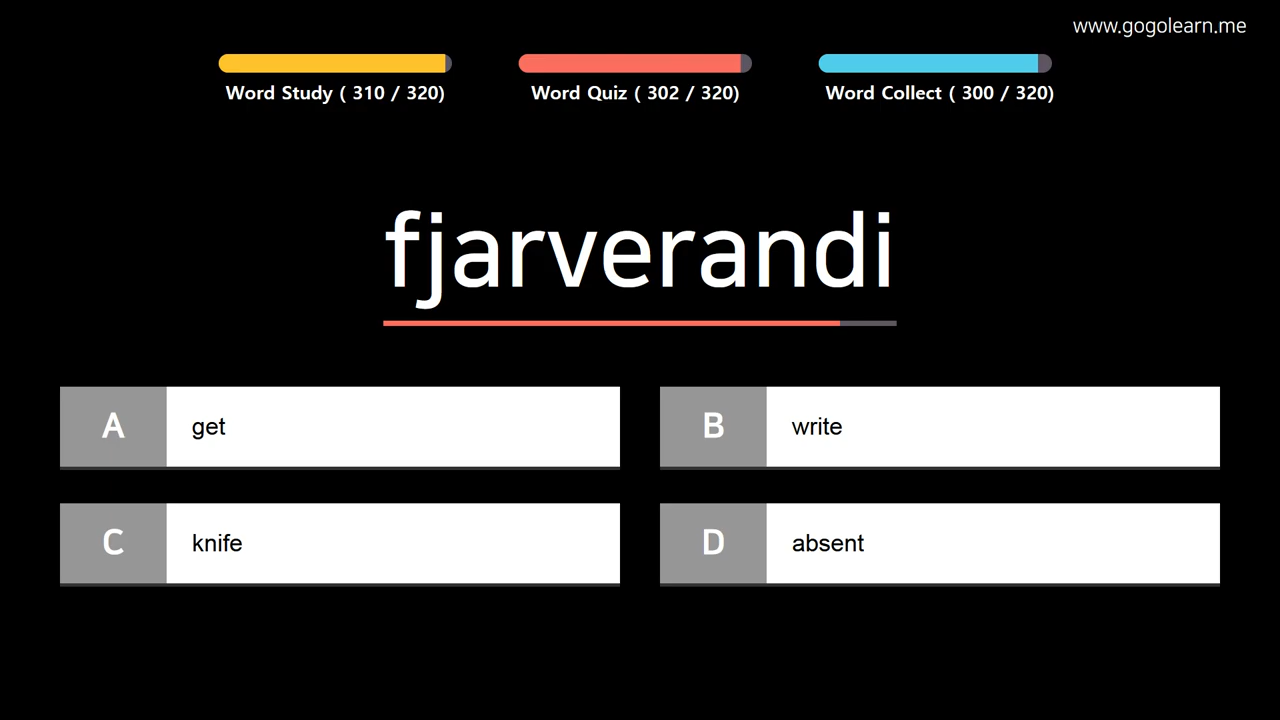 www.gogolearn.me
Word Study ( 310 / 320)
Word Quiz ( 302 / 320)
Word Collect ( 300 / 320)
fjarverandi
A get
B write
C knife
D absent